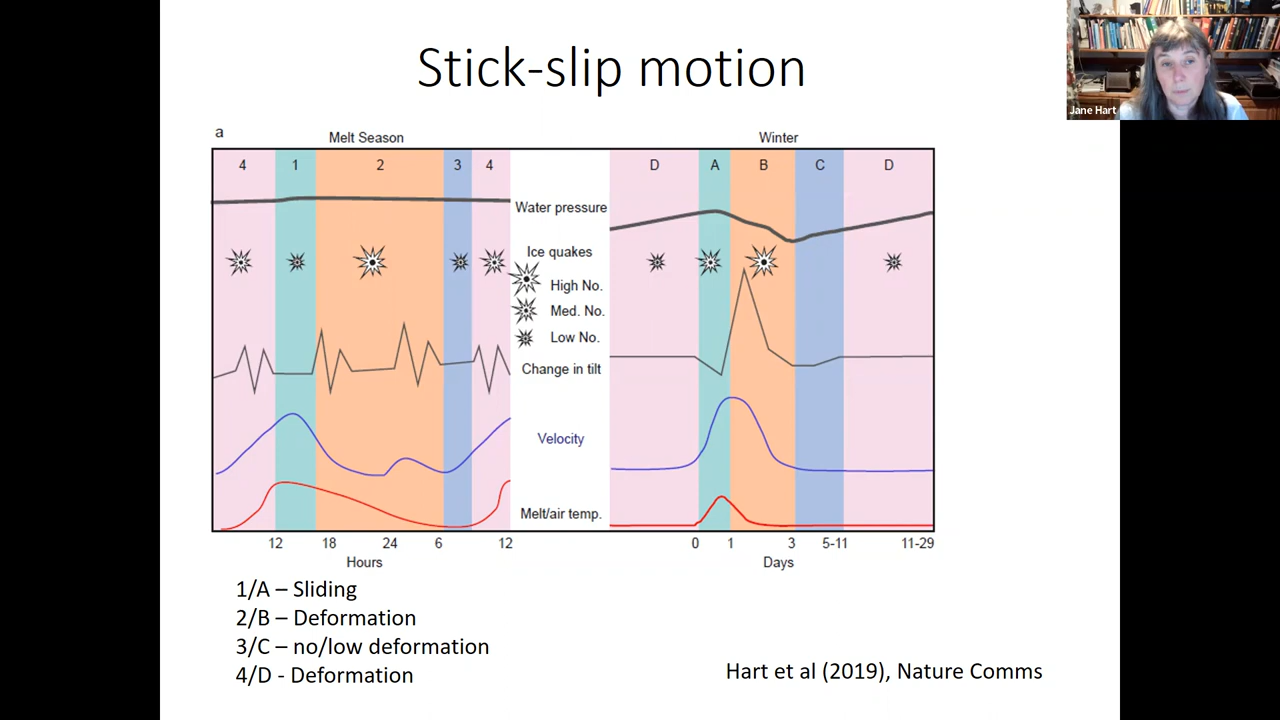 Stick-slip motion
Jane Hart
a
Melt Season
Winter
4 1 2 3 4
D A B C D
Water pressure
Ice quakes
High No.
Med. No.
Low No.
Change in tilt
Velocity
Melt/air temp.
12 18 24 6 12
0 1 3 5-11 11-29
Hours
Days
1/A – Sliding
2/B – Deformation
3/C – no/low deformation
4/D - Deformation
Hart et al (2019), Nature Comms